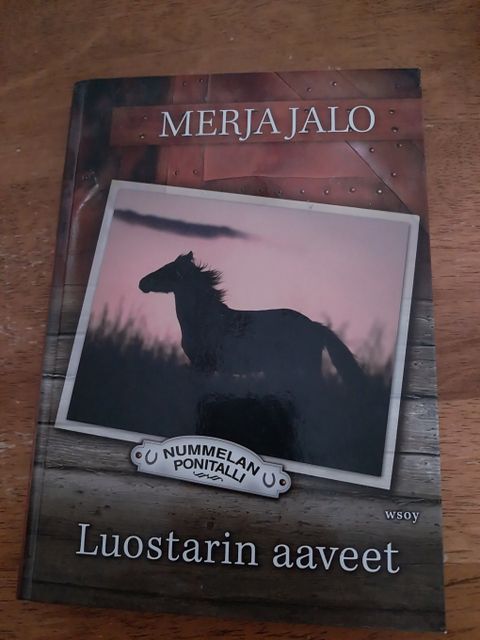 MERJA JALO
NUMMELAN
PONITALLI
wsoy
Luostarin aaveet